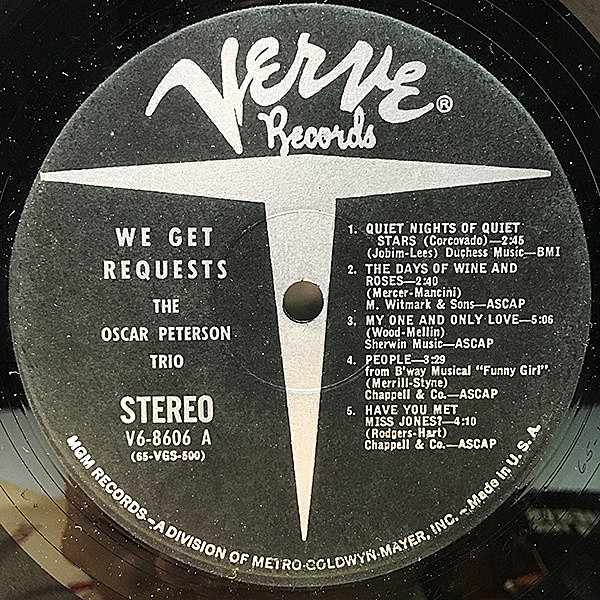 Verve®
Records
WE GET
REQUESTS
THE
OSCAR PETERSON
TRIO
STEREO
V6-8606 A
(65-VGS-500)
1. QUIET NIGHTS OF QUIET
STARS (Corcovado)—2:45
(Jobim-Lees) Duchess Music—BMI
2. THE DAYS OF WINE AND
ROSES—2:40
(Mercer-Mancini)
M. Witmark & Sons—ASCAP
3. MY ONE AND ONLY LOVE—5:06
(Wood-Mellin)
Sherwin Music—ASCAP
4. PEOPLE—3:29
from B'way Musical "Funny Girl"
(Merrill-Styne)
Chappell & Co.—ASCAP
5. HAVE YOU MET
MISS JONES?—4:10
(Rodgers-Hart)
Chappell & Co.—ASCAP
MGM RECORDS—A DIVISION OF METRO-GOLDWYN-MAYER, INC.—Made in U. S. A.